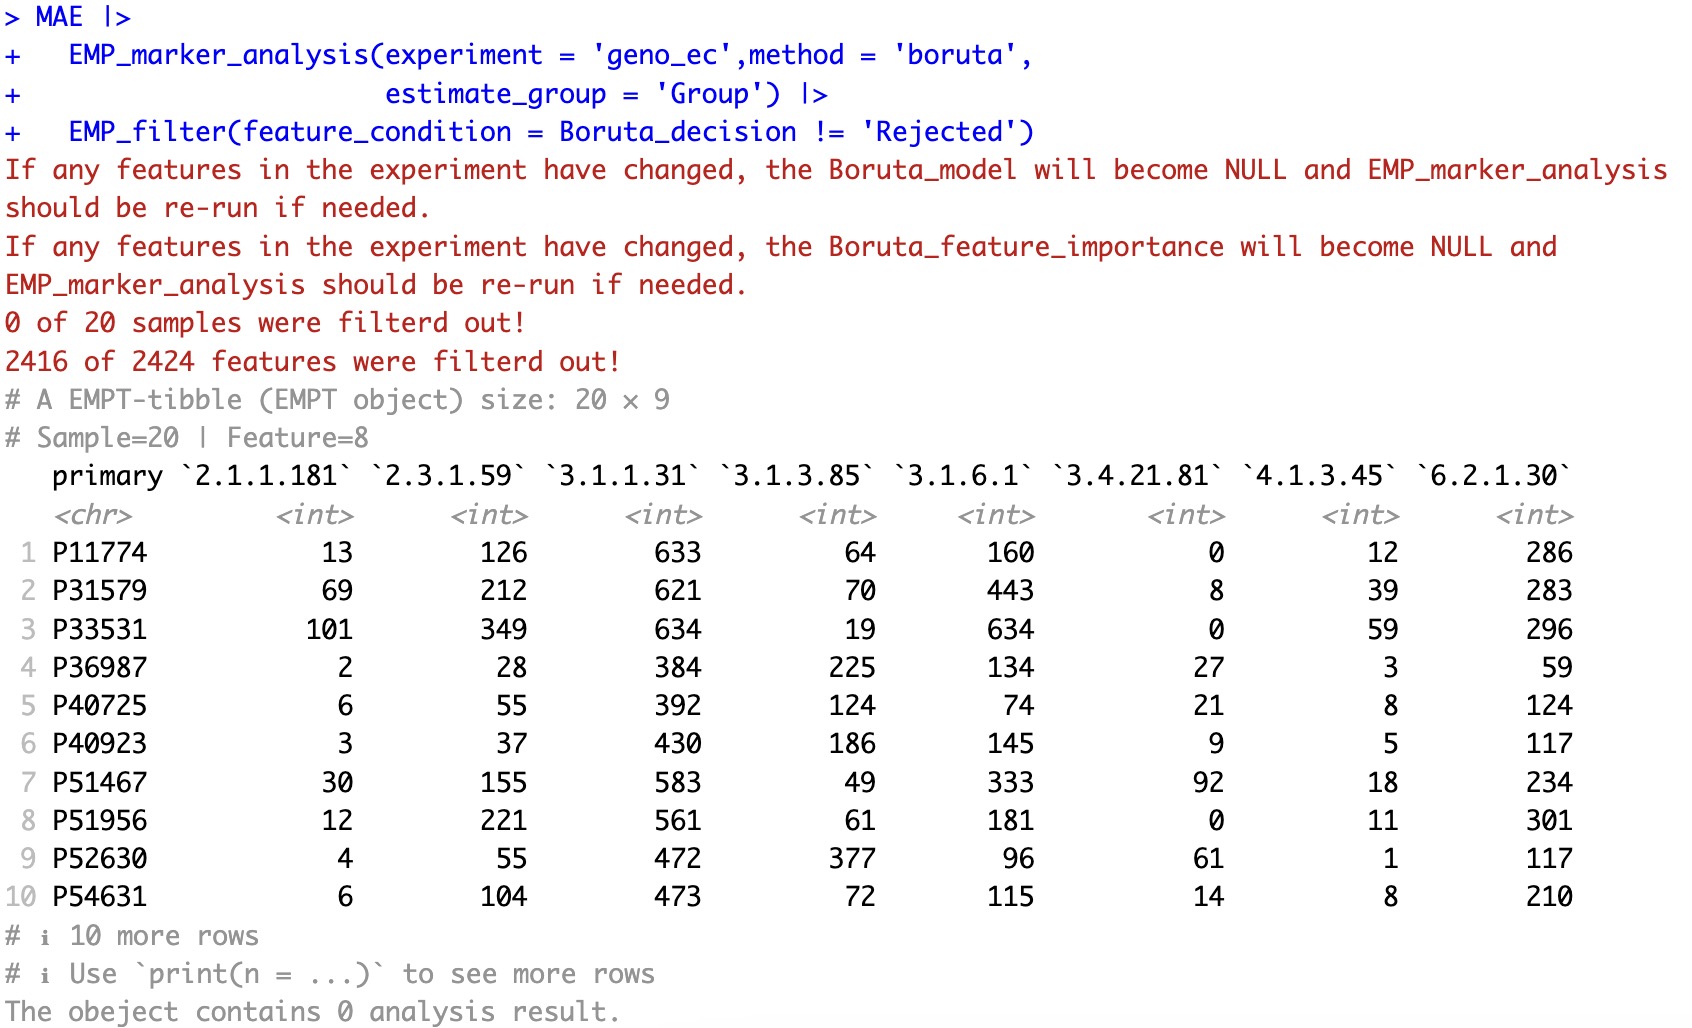 > MAE |>
+   EMP_marker_analysis(experiment = 'geno_ec',method = 'boruta',
+                       estimate_group = 'Group') |>
+   EMP_filter(feature_condition = Boruta_decision != 'Rejected')
If any features in the experiment have changed, the Boruta_model will become NULL and EMP_marker_analysis
should be re-run if needed.
If any features in the experiment have changed, the Boruta_feature_importance will become NULL and
EMP_marker_analysis should be re-run if needed.
0 of 20 samples were filterd out!
2416 of 2424 features were filterd out!
# A EMPT-tibble (EMPT object) size: 20 × 9
# Sample=20 | Feature=8
   primary `2.1.1.181` `2.3.1.59` `3.1.1.31` `3.1.3.85` `3.1.6.1` `3.4.21.81` `4.1.3.45` `6.2.1.30`
   <chr>         <int>      <int>      <int>      <int>     <int>       <int>      <int>      <int>
 1 P11774           13        126        633         64       160           0         12        286
 2 P31579           69        212        621         70       443           8         39        283
 3 P33531          101        349        634         19       634           0         59        296
 4 P36987            2         28        384        225       134          27          3         59
 5 P40725            6         55        392        124        74          21          8        124
 6 P40923            3         37        430        186       145           9          5        117
 7 P51467           30        155        583         49       333          92         18        234
 8 P51956           12        221        561         61       181           0         11        301
 9 P52630            4         55        472        377        96          61          1        117
10 P54631            6        104        473         72       115          14          8        210
# ℹ 10 more rows
# ℹ Use `print(n = ...)` to see more rows
The obeject contains 0 analysis result.